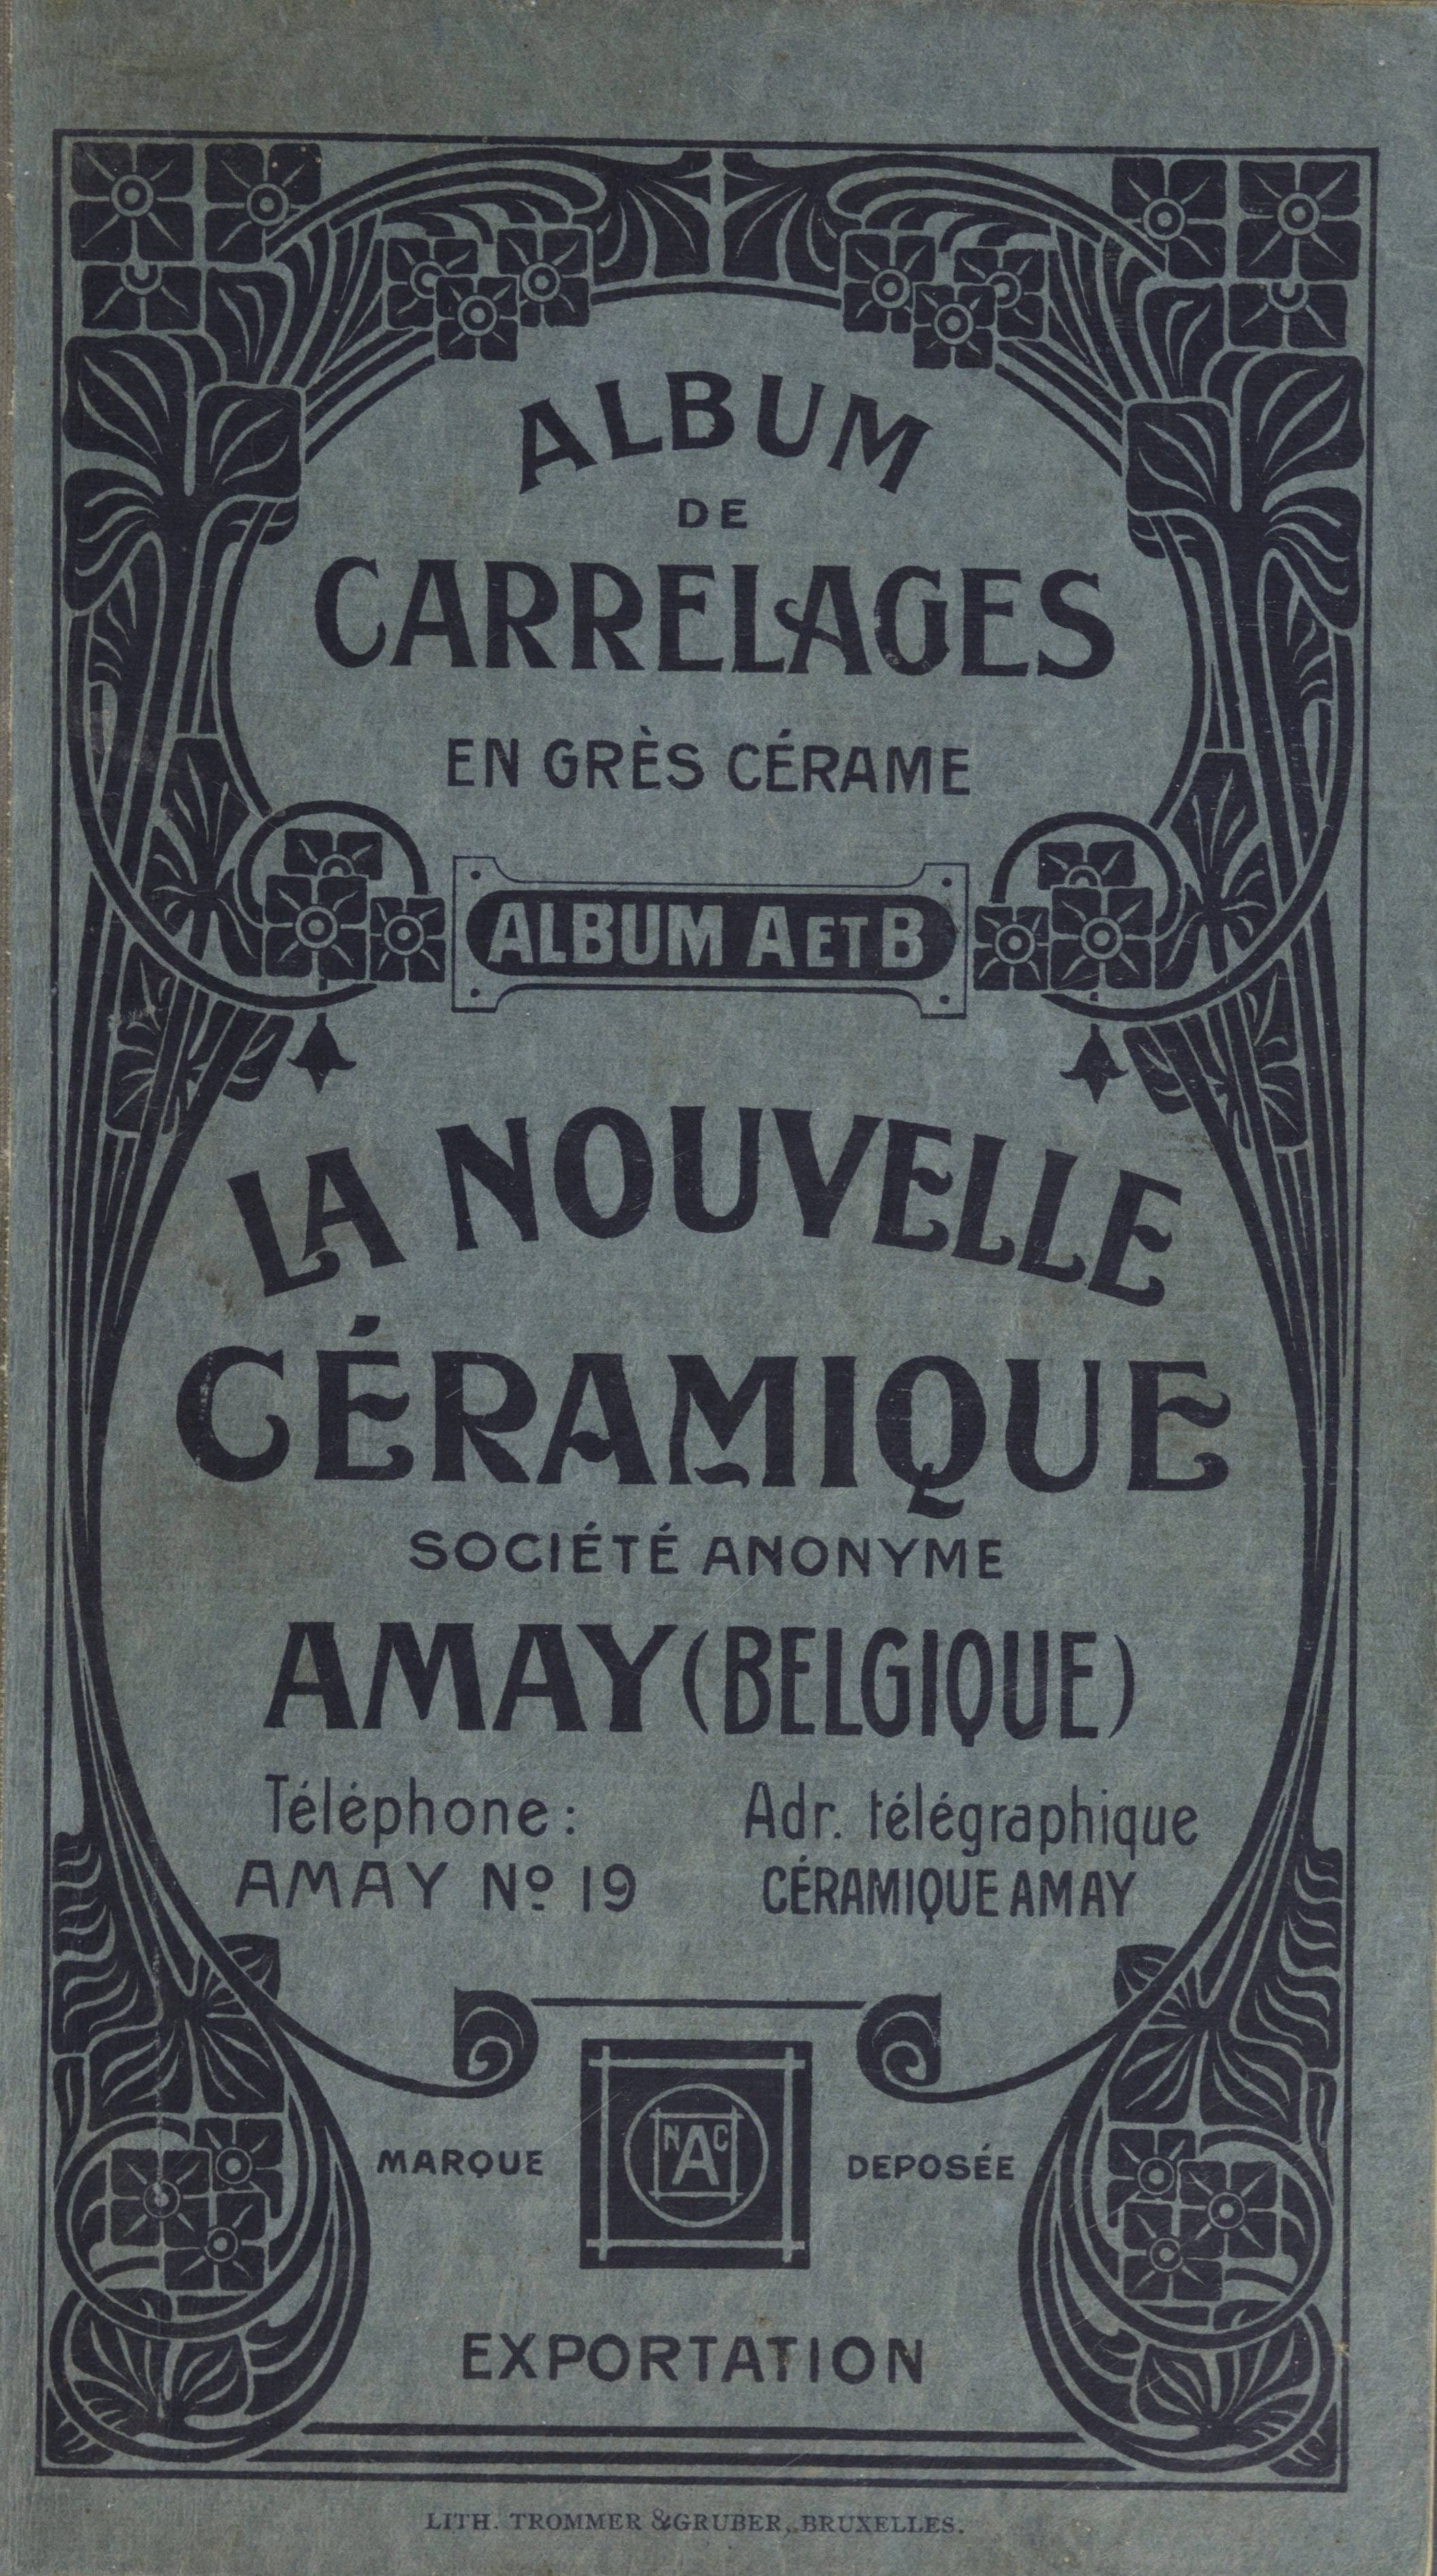 ALBUM
DE
CARRELAGES
EN GRÈS CÉRAME
ALBUM A ET B
LA NOUVELLE
CÉRAMIQUE
SOCIÉTÉ ANONYME
AMAY (BELGIQUE)
Téléphone :
AMAY Nº 19
Adr. télégraphique
CÉRAMIQUE AMAY
MARQUE
NAC
DEPOSÉE
EXPORTATION
LITH. TROMMER & GRUBER, BRUXELLES.